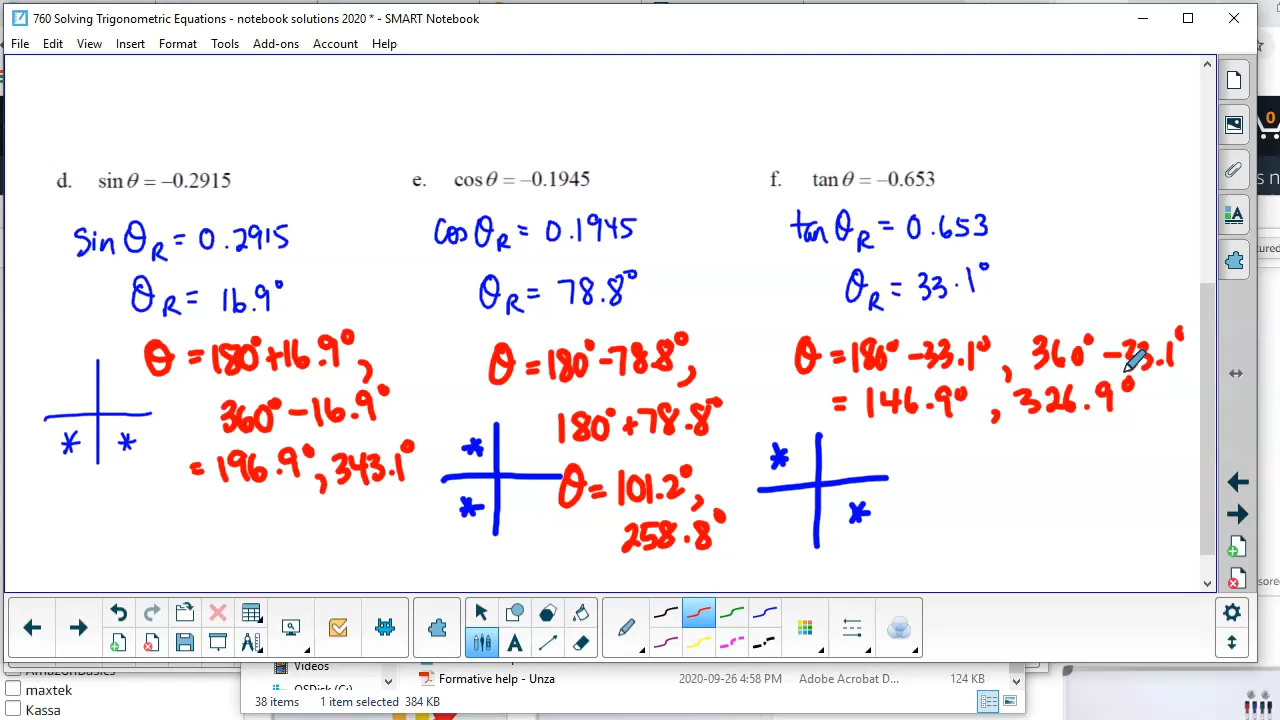 760 Solving Trigonometric Equations - notebook solutions 2020 * - SMART Notebook
File Edit View Insert Format Tools Add-ons Account Help
d. sin θ = –0.2915
sin θR = 0.2915
θR = 16.9°
θ = 180° + 16.9°,
360° – 16.9°
= 196.9°, 343.1°
* *
e. cos θ = –0.1945
cos θR = 0.1945
θR = 78.8°
θ = 180° – 78.8°,
180° + 78.8°
θ = 101.2°,
258.8°
*
*
f. tan θ = –0.653
tan θR = 0.653
θR = 33.1°
θ = 180° – 33.1°, 360° – 33.1°
= 146.9°, 326.9°
*
*
0
A
Videos
OSDisk (C:)
Formative help - Unza 2020-09-26 4:58 PM Adobe Acrobat D... 124 KB
38 items 1 item selected 384 KB
AmazonBasics
maxtek
Kassa